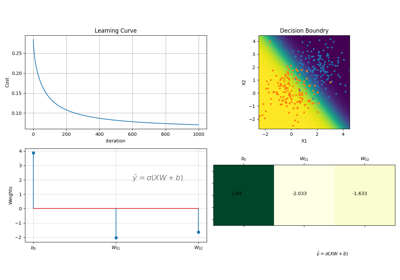 Learning Curve
Cost
0.25
0.20
0.15
0.10
0
200
400
600
800
1000
iteration
Decision Boundry
X2
4
3
2
1
0
−1
−2
−2
0
2
4
X1
Weights
4
3
2
1
0
−1
−2
ŷ = σ(XW + b)
b₀
W₀₁
W₀₂
b₀
W₀₁
W₀₂
-2.033
-1.633
ŷ = σ(XW + b)